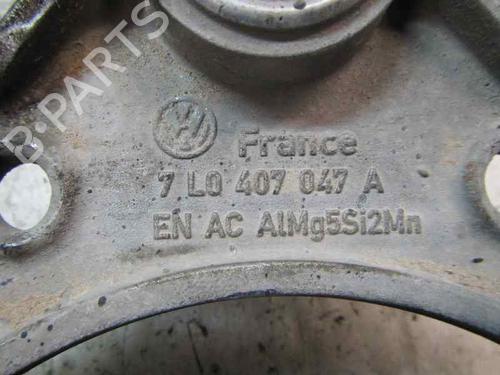 B-PARTS
France
7 L0 407 047 A
EN AC AlMg5Si2Mn